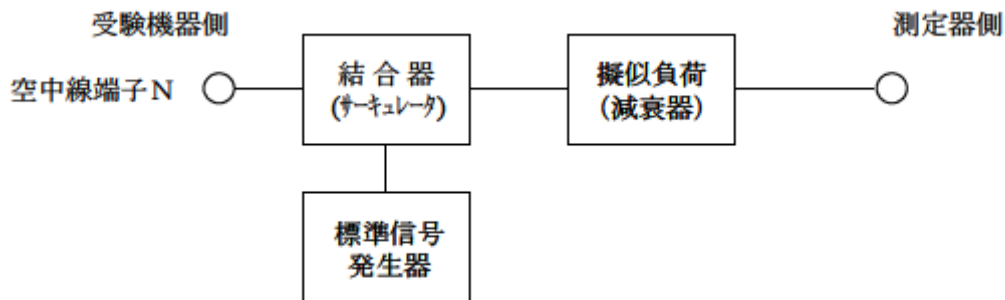 受験機器側
測定器側
空中線端子N
結合器
(サーキュレータ)
擬似負荷
(減衰器)
標準信号
発生器